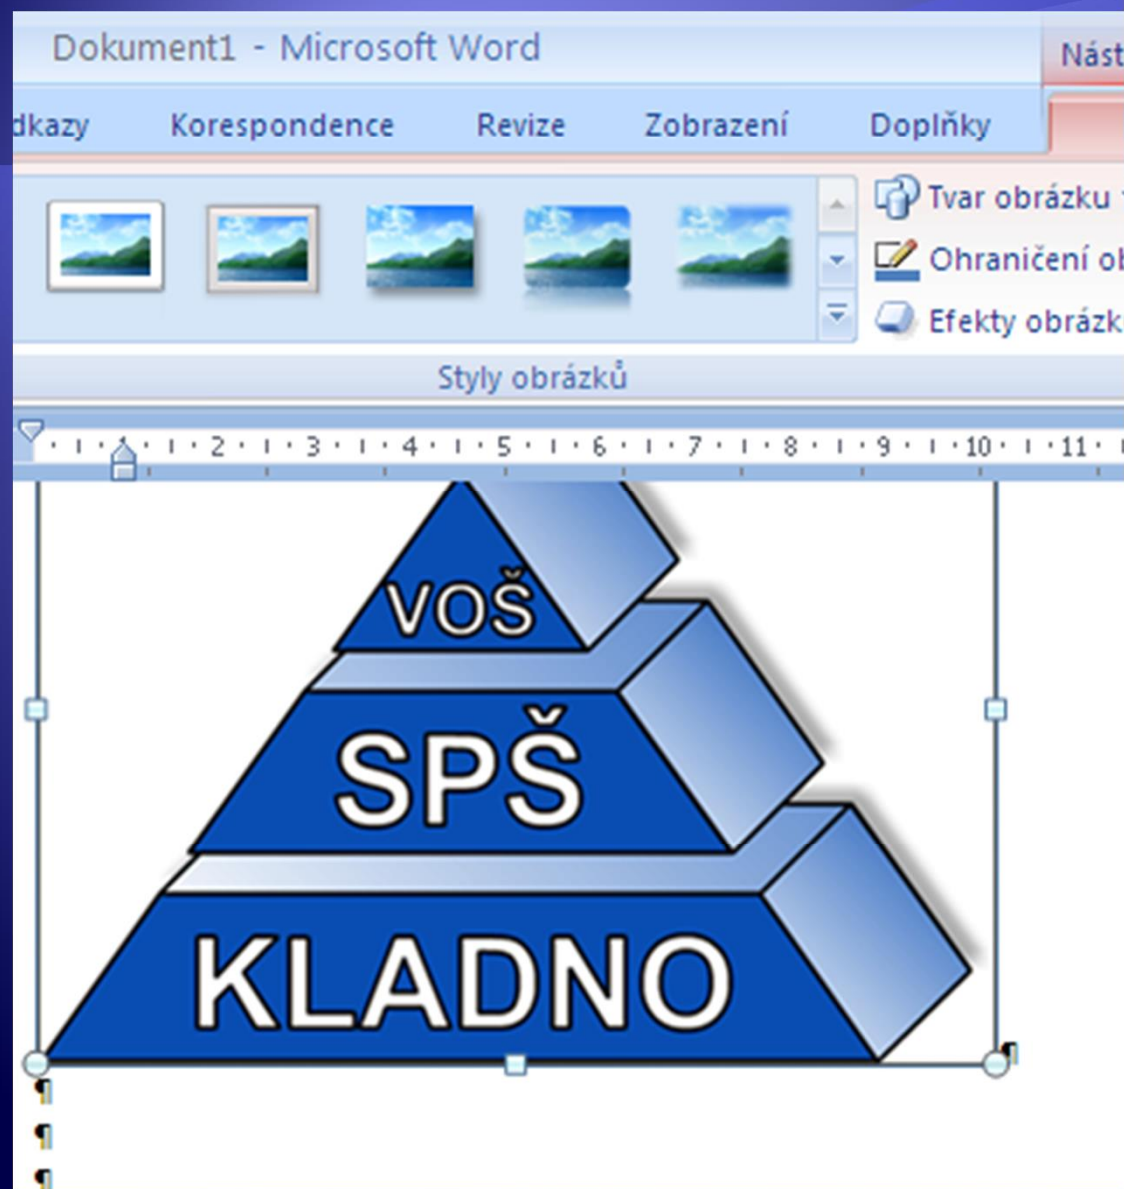 Dokument1 - Microsoft Word
Nást
dkazy Korespondence Revize Zobrazení Doplňky
Tvar obrázku
Ohraničení ob
Efekty obrázk
Styly obrázků
1 2 3 4 5 6 7 8 9 10 11
VOŠ
SPŠ
KLADNO
¶
¶
¶
¶